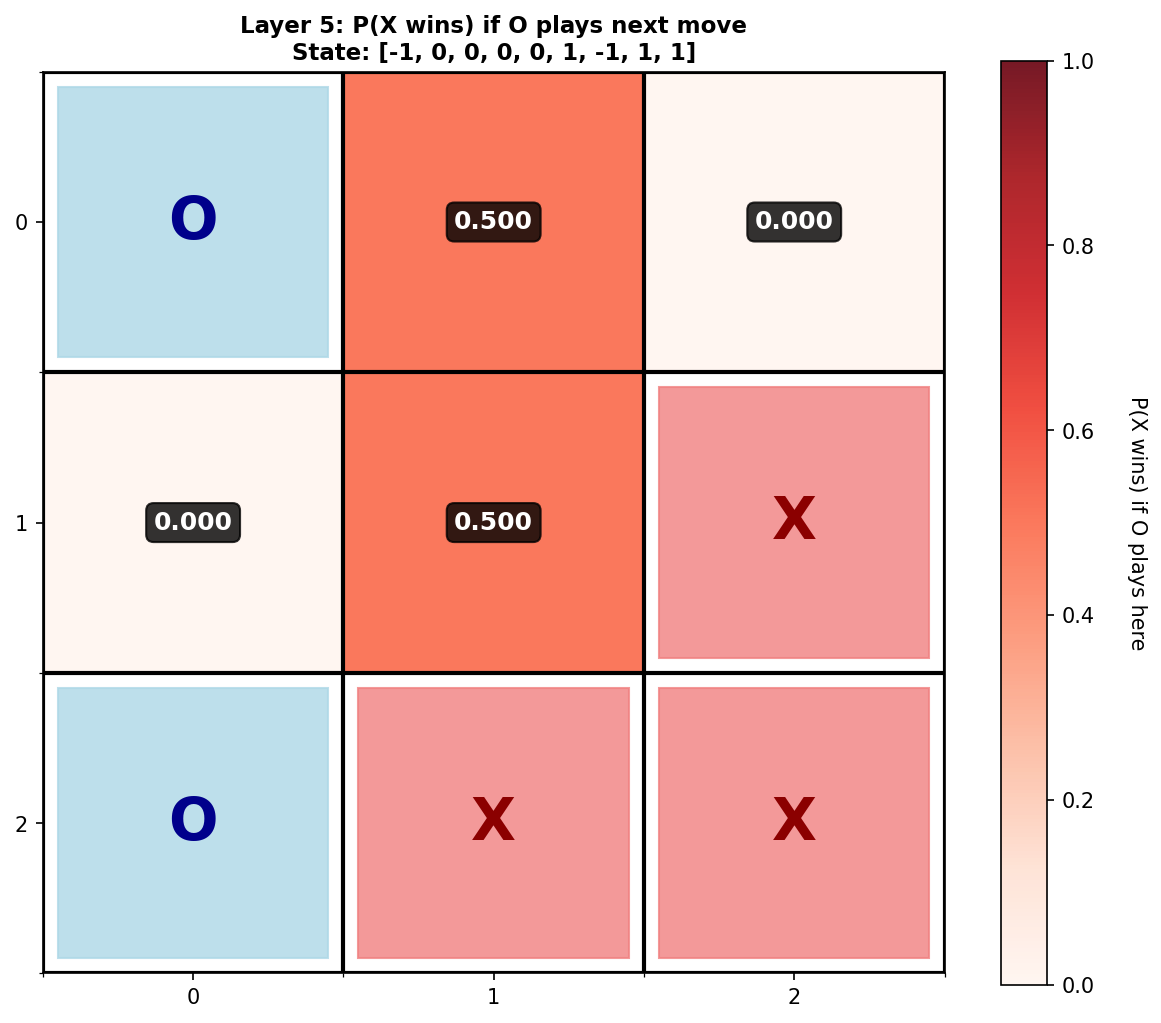 Layer 5: P(X wins) if O plays next move
State: [-1, 0, 0, 0, 0, 1, -1, 1, 1]
1.0
0.8
0.6
0.4
0.2
0.0
P(X wins) if O plays here
0
O
0.500
0.000
1
0.000
0.500
X
2
O
X
X
0
1
2